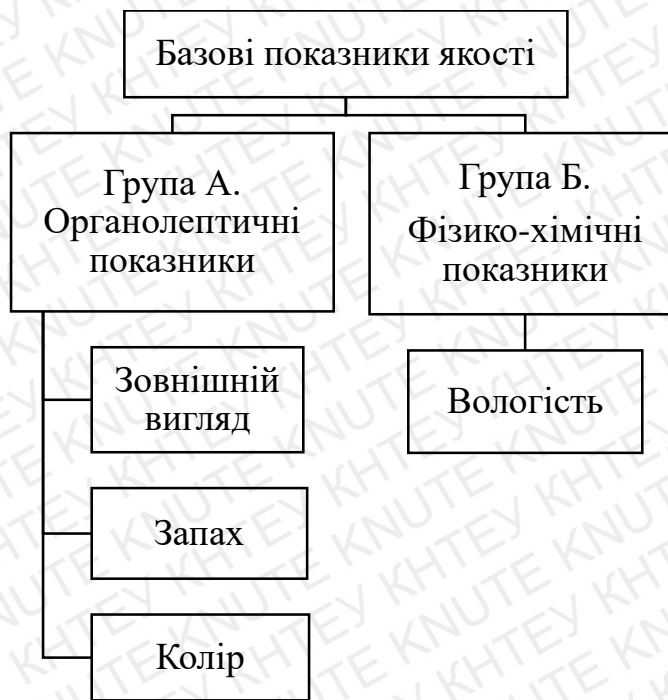 Базові показники якості
Група А.
Органолептичні
показники
Група Б.
Фізико-хімічні
показники
Зовнішній
вигляд
Вологість
Запах
Колір